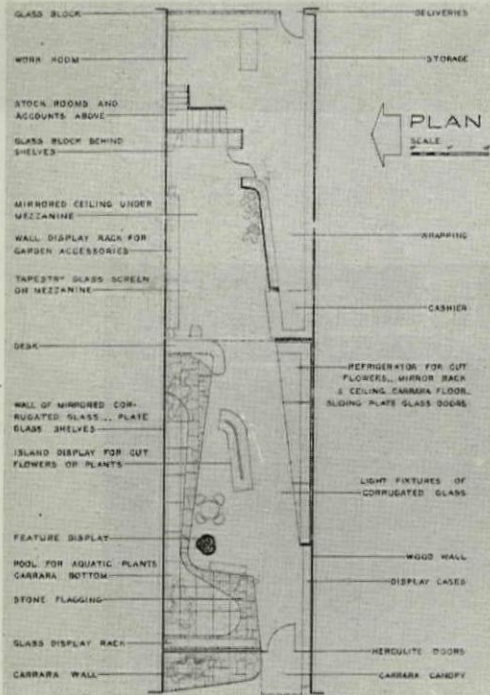 GLASS BLOCK
WORK ROOM
STOCK ROOMS AND
ACCOUNTS ABOVE
GLASS BLOCK BEHIND
SHELVES
MIRRORED CEILING UNDER
MEZZANINE
WALL DISPLAY RACK FOR
GARDEN ACCESSORIES
TAPESTRY GLASS SCREEN
ON MEZZANINE
DESK
WALL OF MIRRORED COR-
RUGATED GLASS _ PLATE
GLASS SHELVES
ISLAND DISPLAY FOR CUT
FLOWERS OR PLANTS
FEATURE DISPLAY
POOL FOR AQUATIC PLANTS
CARRARA BOTTOM
STONE FLAGGING
GLASS DISPLAY RACK
CARRARA WALL
DELIVERIES
STORAGE
PLAN
SCALE
WRAPPING
CASHIER
REFRIGERATOR FOR CUT
FLOWERS _ MIRROR BACK
& CEILING, CARRARA FLOOR _
SLIDING PLATE GLASS DOORS
LIGHT FIXTURES OF
CORRUGATED GLASS
WOOD WALL
DISPLAY CASES
HERCULITE DOORS
CARRARA CANOPY